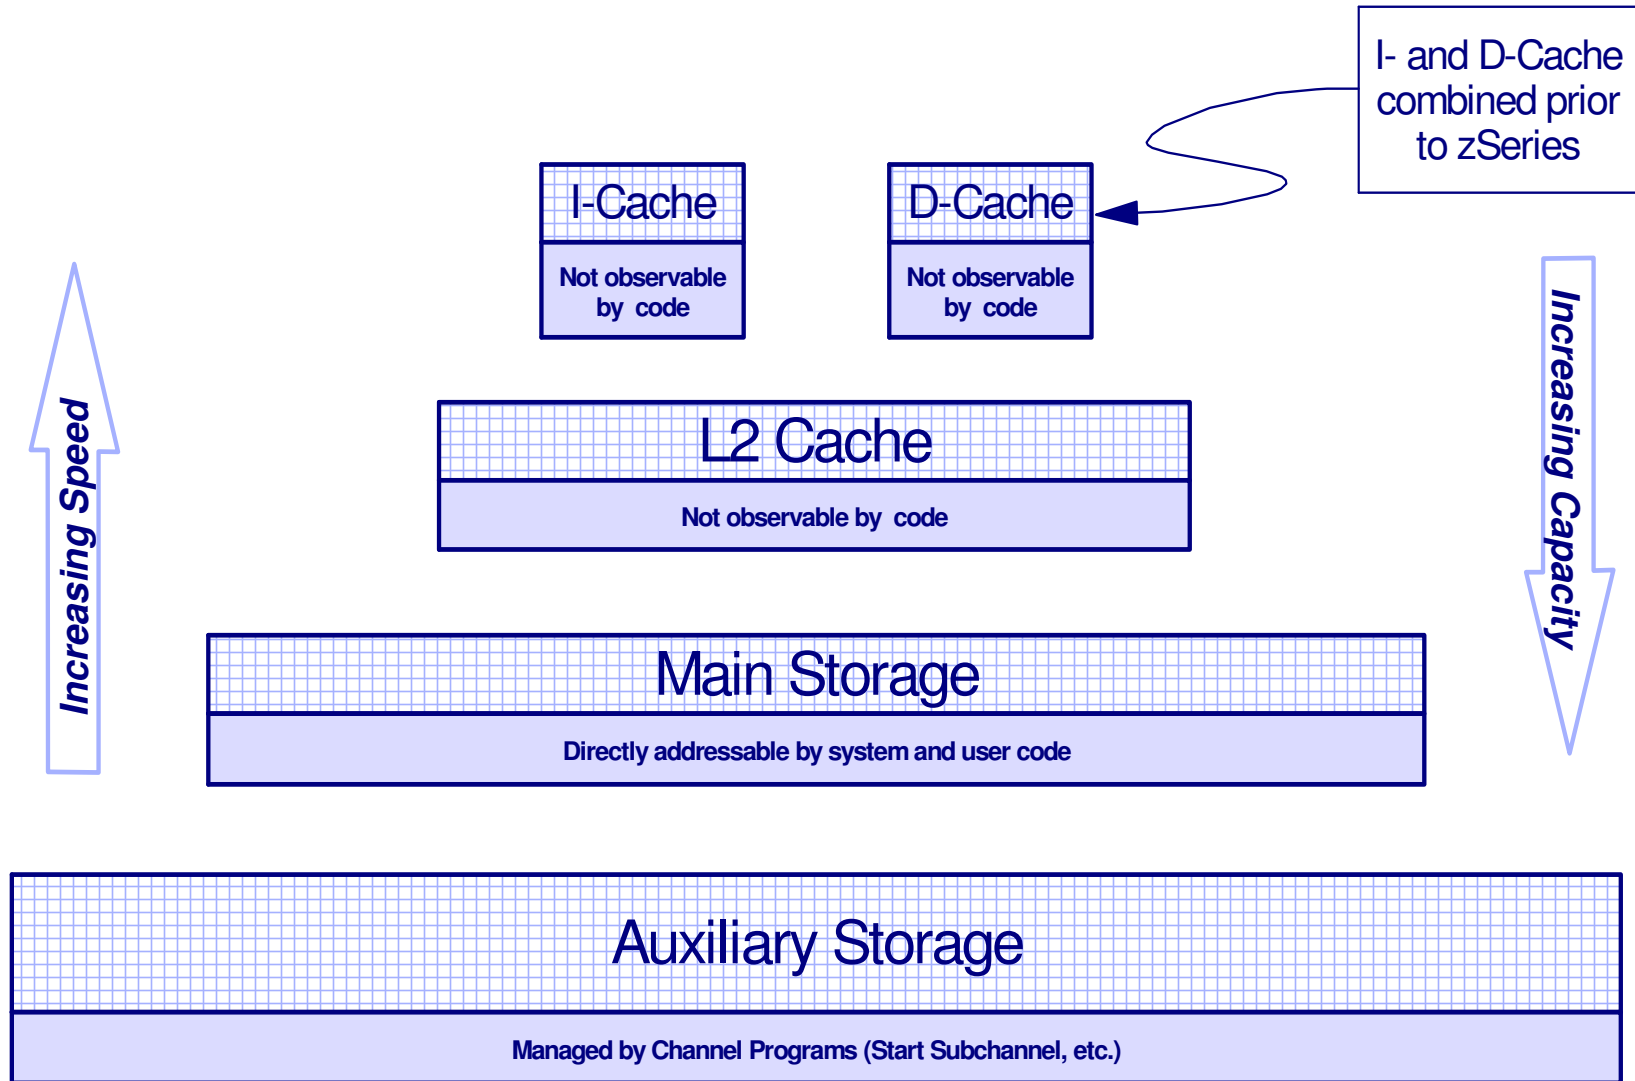 I- and D-Cache
combined prior
to zSeries
I-Cache
Not observable
by code
D-Cache
Not observable
by code
Increasing Speed
Increasing Capacity
L2 Cache
Not observable by code
Main Storage
Directly addressable by system and user code
Auxiliary Storage
Managed by Channel Programs (Start Subchannel, etc.)